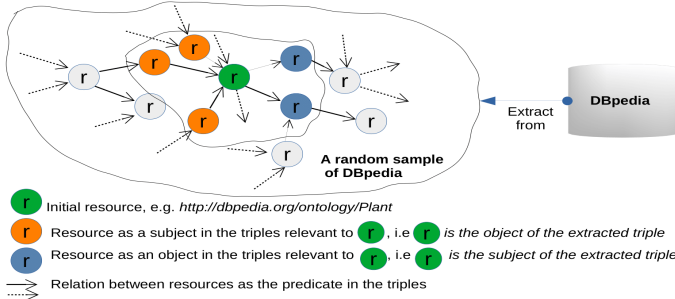 r
r
r
r
r
r
r
r
r
r
r
DBpedia
Extract
from
A random sample
of DBpedia
r Initial resource, e.g. http://dbpedia.org/ontology/Plant
r Resource as a subject in the triples relevant to r , i.e r is the object of the extracted triple
r Resource as an object in the triples relevant to r , i.e r is the subject of the extracted triple
Relation between resources as the predicate in the triples